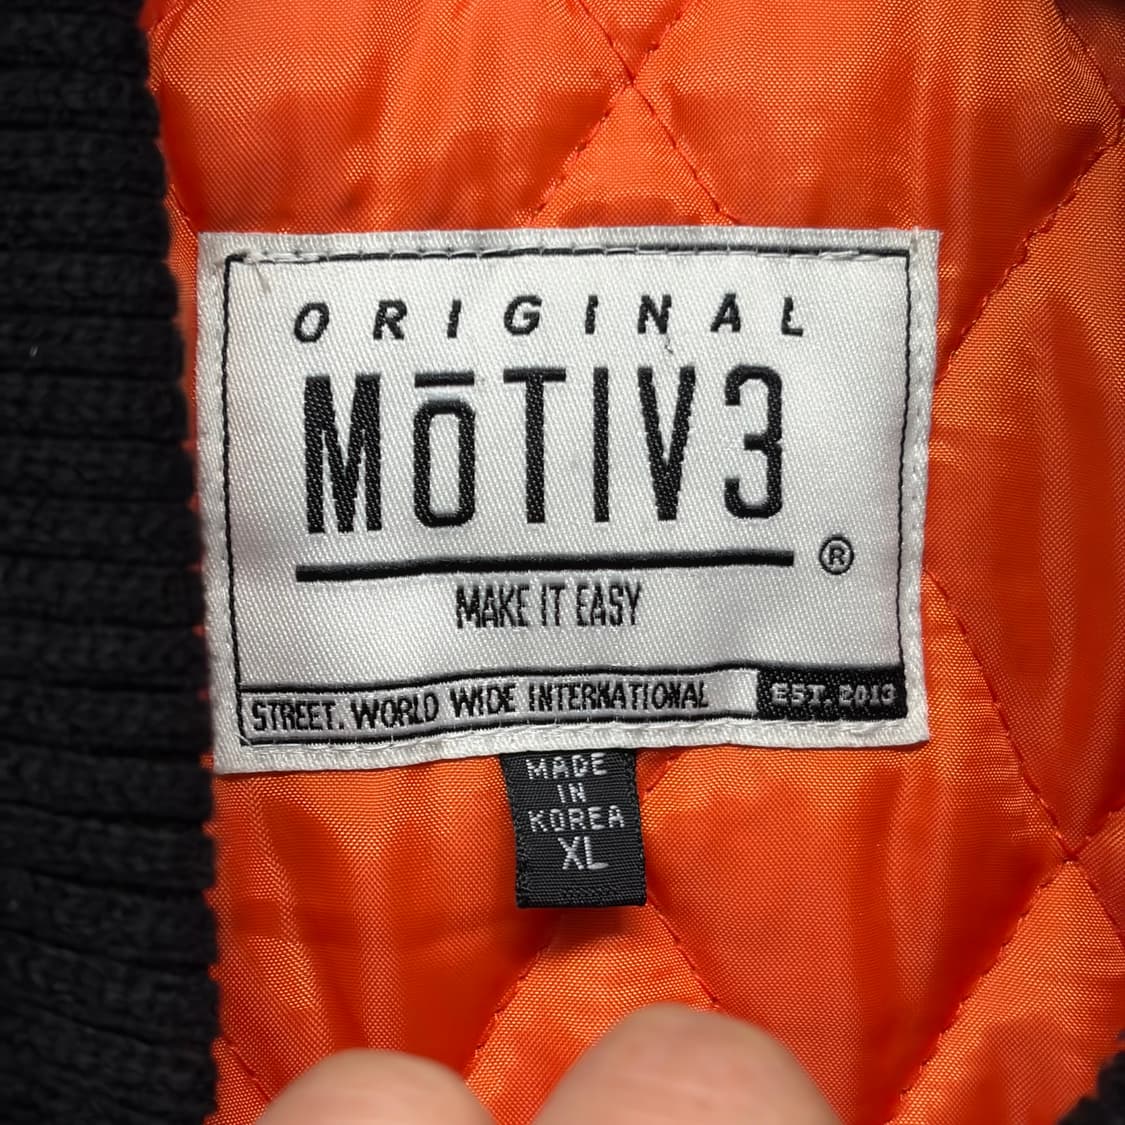 ORIGINAL
MōTIV3
®
MAKE IT EASY
STREET. WORLD WIDE INTERNATIONAL
EST. 2013
MADE
IN
KOREA
XL